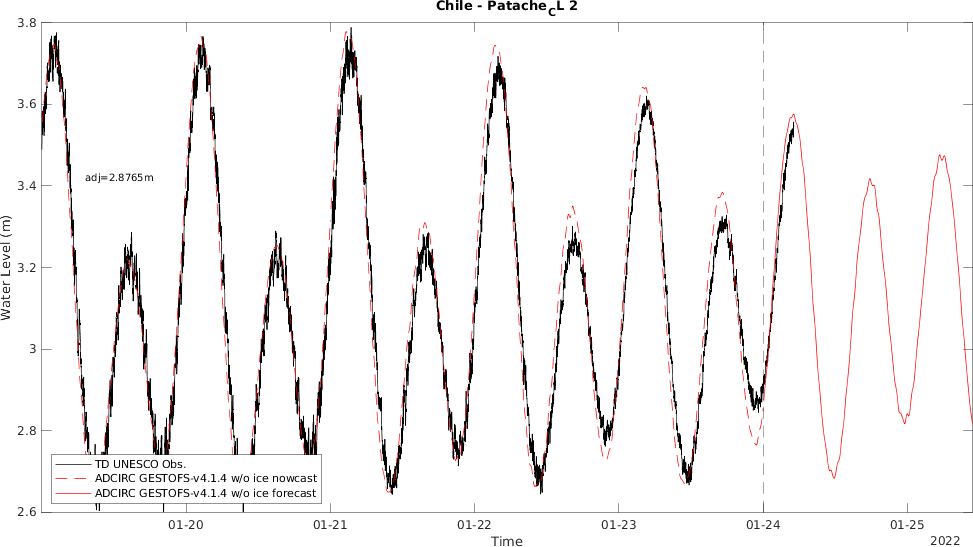 Chile - Patache_CL 2
3.8
3.6
3.4
3.2
3
2.8
2.6
Water Level (m)
adj=2.8765m
TD UNESCO Obs.
ADCIRC GESTOFS-v4.1.4 w/o ice nowcast
ADCIRC GESTOFS-v4.1.4 w/o ice forecast
01-20 01-21 01-22 01-23 01-24 01-25
Time
2022